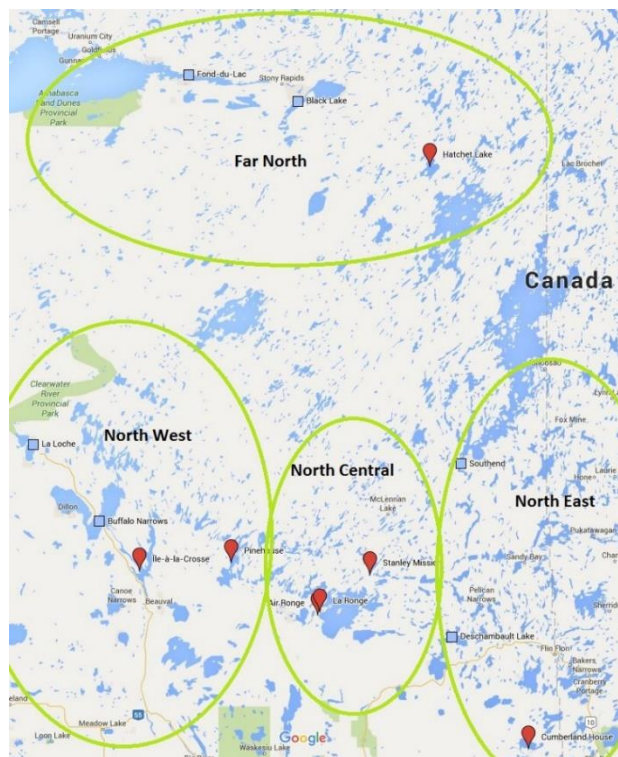 Camsell
Portage
Uranium City
Goldfields
Gunnar
Fond-du-Lac
Stony Rapids
Black Lake
Athabasca
Sand Dunes
Provincial
Park
Far North
Hatchet Lake
Lac Brochet
Canada
Clearwater
River
Provincial
Park
La Loche
North West
North Central
North East
Fox Mine
Southend
McLennan
Lake
Laurie
Dillon
Buffalo Narrows
Île-à-la-Crosse
Pinehouse
Stanley Missi
Pukatawagan
Sandy Bay
Canoe
Narrows
Beauval
Air Ronge
La Ronge
Pelican
Narrows
Sherridon
Deschambault Lake
Flin Flon
Bakers
Narrows
Cranberry
Portage
55
10
Meadow Lake
Loon Lake
Waskesiu Lake
Google
Cumberland House